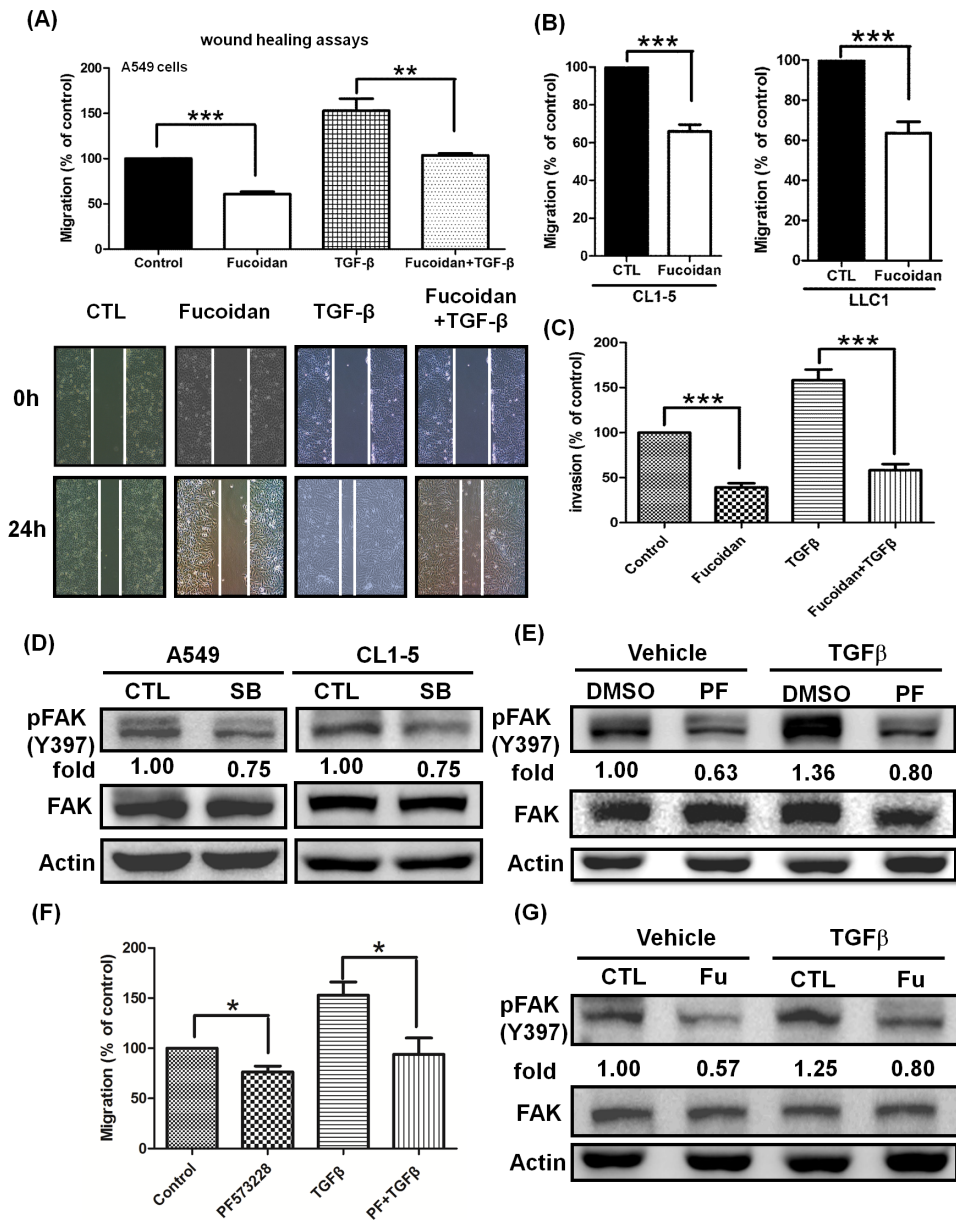 (A)
wound healing assays
A549 cells
Migration (% of control)
200
150
100
50
0
***
**
Control Fucoidan TGF-β Fucoidan+TGF-β
CTL Fucoidan TGF-β Fucoidan
+TGF-β
0h
24h
(B)
Migration (% of control)
100
80
60
40
20
0
***
CTL Fucoidan
CL1-5
Migration (% of control)
100
80
60
40
20
0
***
CTL Fucoidan
LLC1
(C)
invasion (% of control)
200
150
100
50
0
***
***
Control Fucoidan TGFβ Fucoidan+TGFβ
(D)
A549 CL1-5
CTL SB CTL SB
pFAK
(Y397)
fold 1.00 0.75 1.00 0.75
FAK
Actin
(E)
Vehicle TGFβ
DMSO PF DMSO PF
pFAK
(Y397)
fold 1.00 0.63 1.36 0.80
FAK
Actin
(F)
Migration (% of control)
200
150
100
50
0
*
*
Control PF573228 TGFβ PF+TGFβ
(G)
Vehicle TGFβ
CTL Fu CTL Fu
pFAK
(Y397)
fold 1.00 0.57 1.25 0.80
FAK
Actin